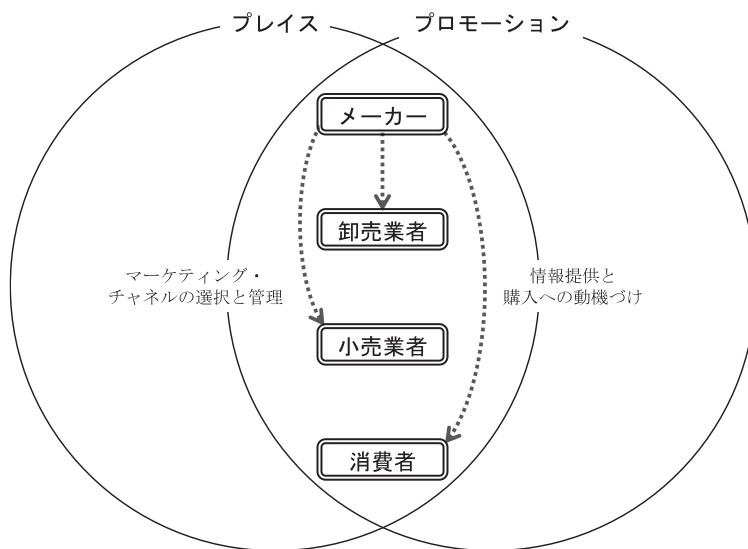 プレイス
プロモーション
メーカー
卸売業者
マーケティング・
チャネルの選択と管理
情報提供と
購入への動機づけ
小売業者
消費者